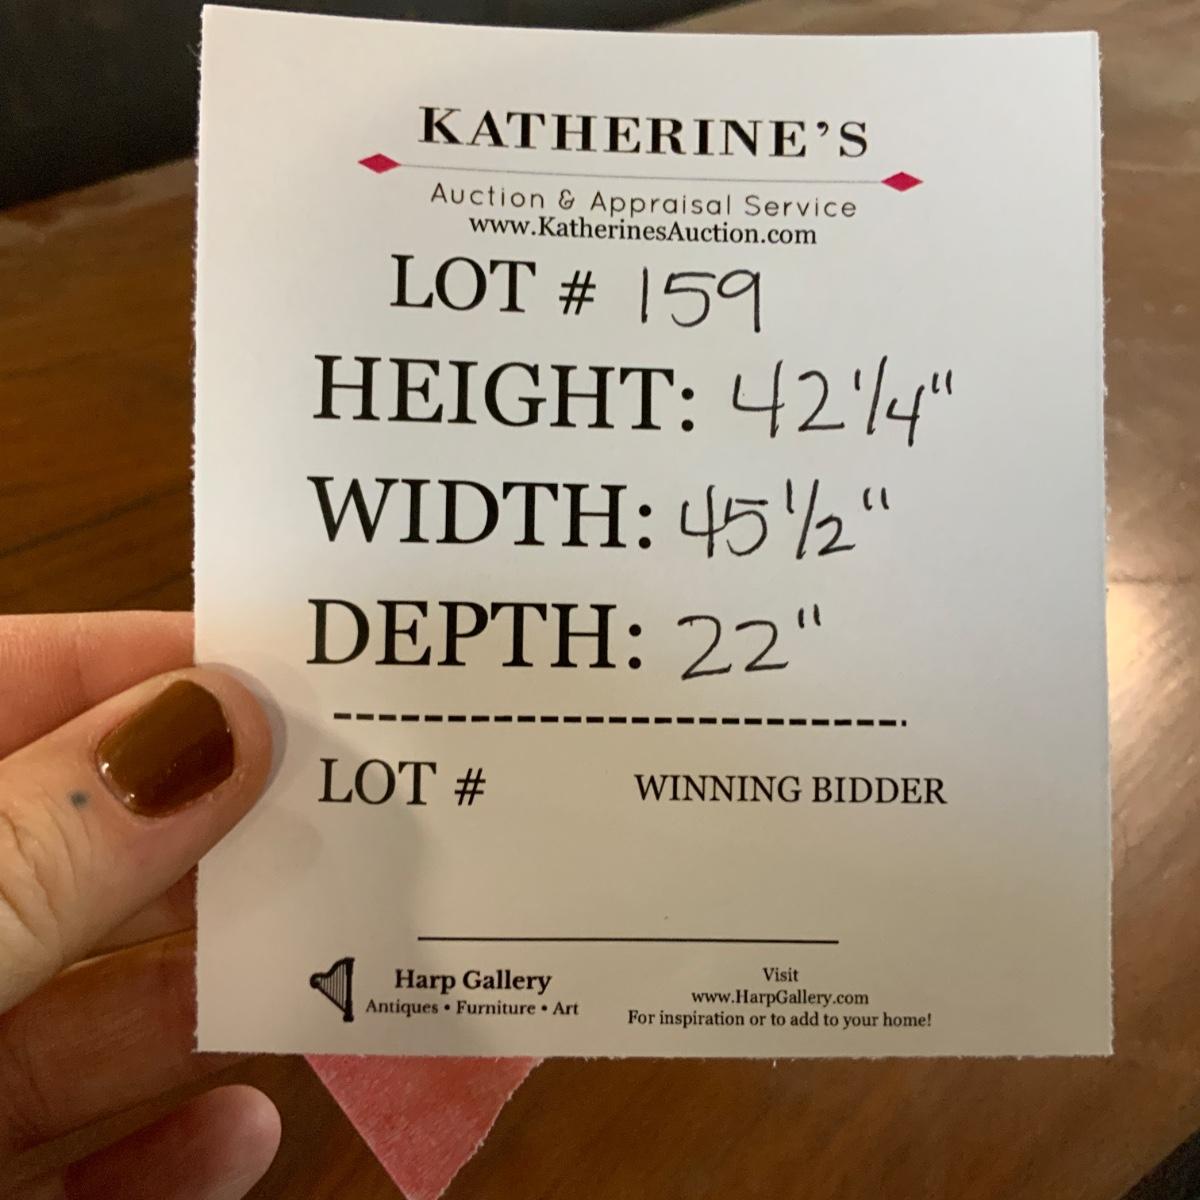 KATHERINE'S
Auction & Appraisal Service
www.KatherinesAuction.com
LOT # 159
HEIGHT: 42 1/4"
WIDTH: 45 1/2"
DEPTH: 22"
LOT # WINNING BIDDER
Harp Gallery
Antiques • Furniture • Art
Visit
www.HarpGallery.com
For inspiration or to add to your home!